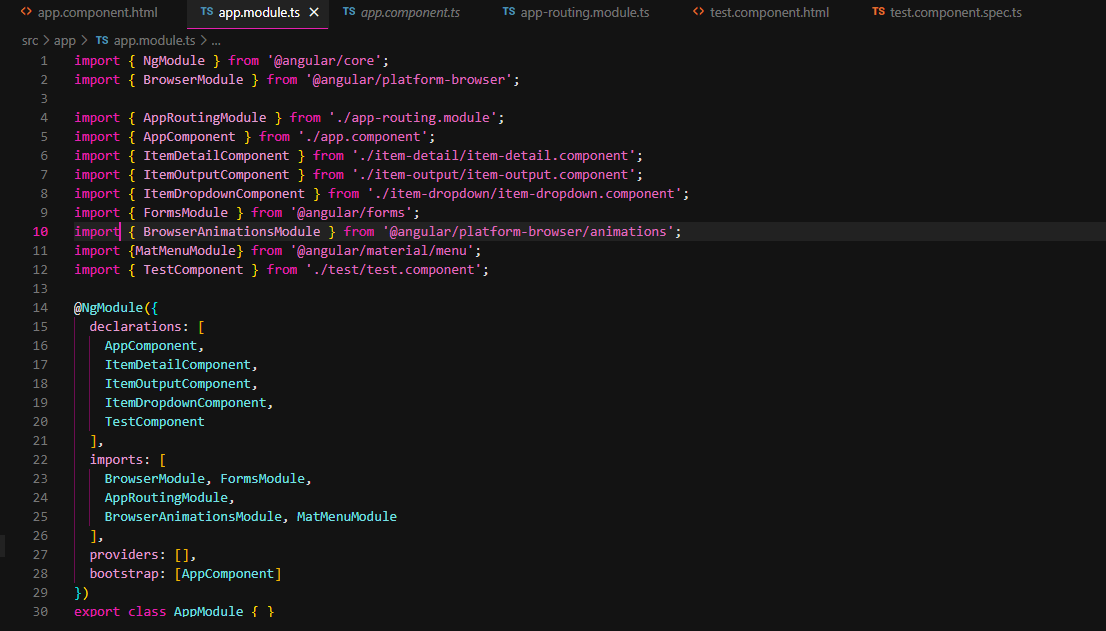 app.component.html TS app.module.ts TS app.component.ts TS app-routing.module.ts test.component.html TS test.component.spec.ts
src > app > TS app.module.ts > ...
1 import { NgModule } from '@angular/core';
2 import { BrowserModule } from '@angular/platform-browser';
3
4 import { AppRoutingModule } from './app-routing.module';
5 import { AppComponent } from './app.component';
6 import { ItemDetailComponent } from './item-detail/item-detail.component';
7 import { ItemOutputComponent } from './item-output/item-output.component';
8 import { ItemDropdownComponent } from './item-dropdown/item-dropdown.component';
9 import { FormsModule } from '@angular/forms';
10 import { BrowserAnimationsModule } from '@angular/platform-browser/animations';
11 import {MatMenuModule} from '@angular/material/menu';
12 import { TestComponent } from './test/test.component';
13
14 @NgModule({
15 declarations: [
16 AppComponent,
17 ItemDetailComponent,
18 ItemOutputComponent,
19 ItemDropdownComponent,
20 TestComponent
21 ],
22 imports: [
23 BrowserModule, FormsModule,
24 AppRoutingModule,
25 BrowserAnimationsModule, MatMenuModule
26 ],
27 providers: [],
28 bootstrap: [AppComponent]
29 })
30 export class AppModule { }